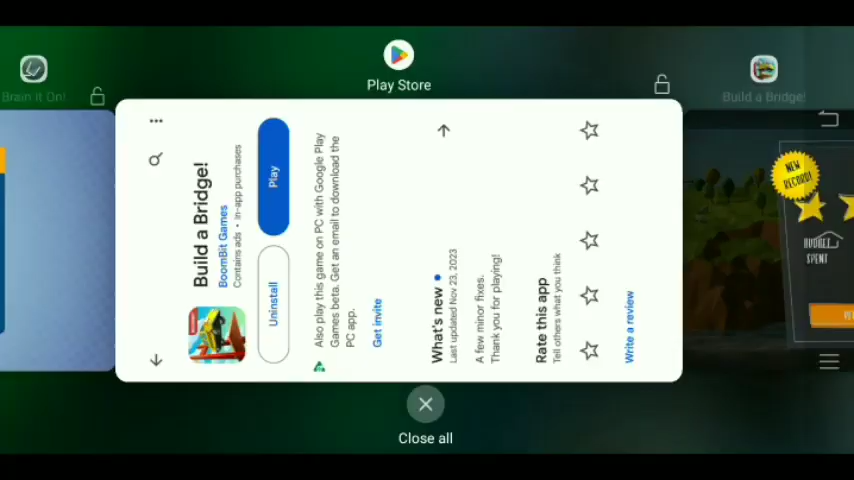 Brain It On!
Play Store
Build a Bridge!
Build a Bridge!
BoomBit Games
Contains ads • In-app purchases
Uninstall
Play
Also play this game on PC with Google Play
Games beta. Get an email to download the
PC app.
Get invite
What's new
Last updated Nov 23, 2023
A few minor fixes.
Thank you for playing!
Rate this app
Tell others what you think
Write a review
NEW
RECORD!
BUDGET
SPENT
Close all